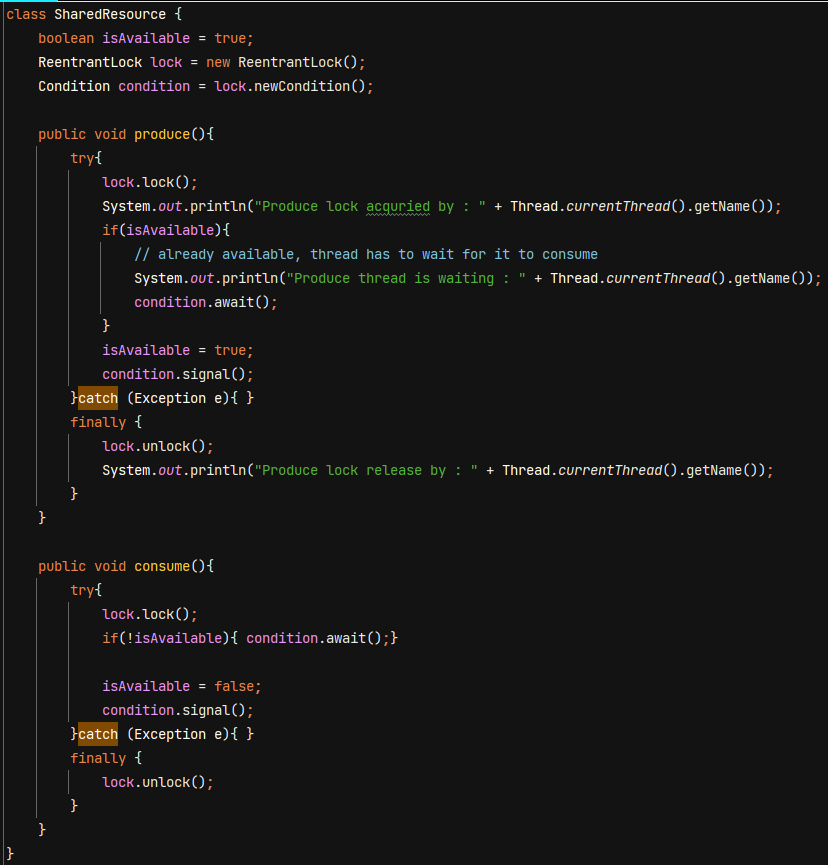 class SharedResource {
    boolean isAvailable = true;
    ReentrantLock lock = new ReentrantLock();
    Condition condition = lock.newCondition();

    public void produce(){
        try{
            lock.lock();
            System.out.println("Produce lock acquried by : " + Thread.currentThread().getName());
            if(isAvailable){
                // already available, thread has to wait for it to consume
                System.out.println("Produce thread is waiting : " + Thread.currentThread().getName());
                condition.await();
            }
            isAvailable = true;
            condition.signal();
        }catch (Exception e){ }
        finally {
            lock.unlock();
            System.out.println("Produce lock release by : " + Thread.currentThread().getName());
        }
    }

    public void consume(){
        try{
            lock.lock();
            if(!isAvailable){ condition.await();}

            isAvailable = false;
            condition.signal();
        }catch (Exception e){ }
        finally {
            lock.unlock();
        }
    }
}